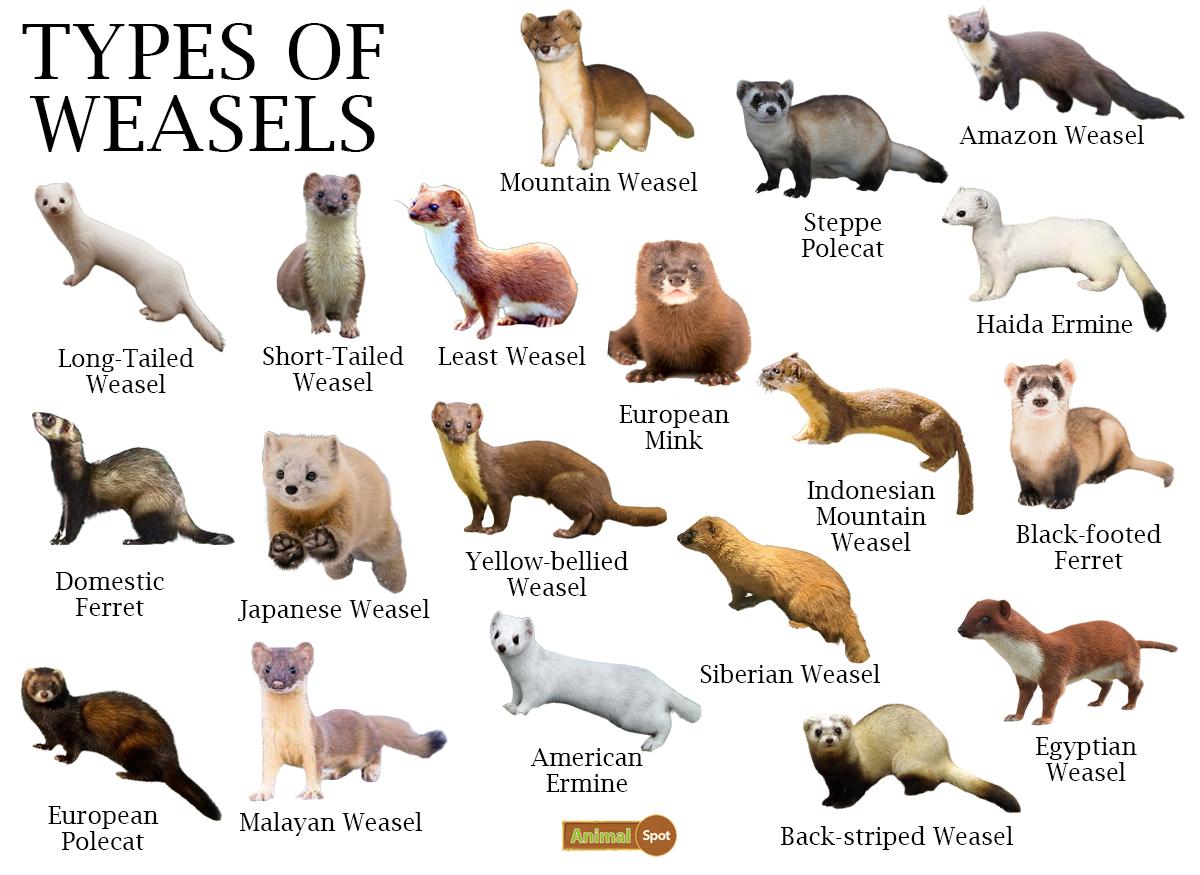 TYPES OF
WEASELS
Mountain Weasel
Amazon Weasel
Steppe
Polecat
Haida Ermine
Long-Tailed
Weasel
Short-Tailed
Weasel
Least Weasel
European
Mink
Indonesian
Mountain
Weasel
Black-footed
Ferret
Domestic
Ferret
Japanese Weasel
Yellow-bellied
Weasel
Siberian Weasel
Egyptian
Weasel
European
Polecat
Malayan Weasel
American
Ermine
Back-striped Weasel
Animal Spot